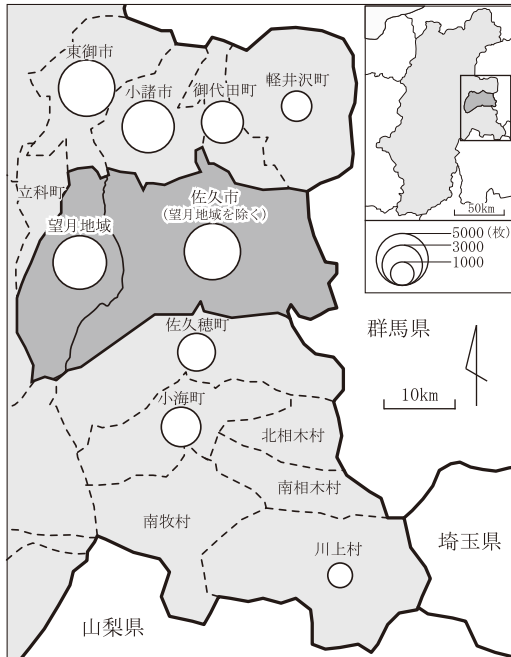 東御市
小諸市
御代田町
軽井沢町
立科町
望月地域
佐久市
(望月地域を除く)
50km
5000(枚)
3000
1000
佐久穂町
群馬県
小海町
10km
北相木村
南相木村
南牧村
川上村
埼玉県
山梨県